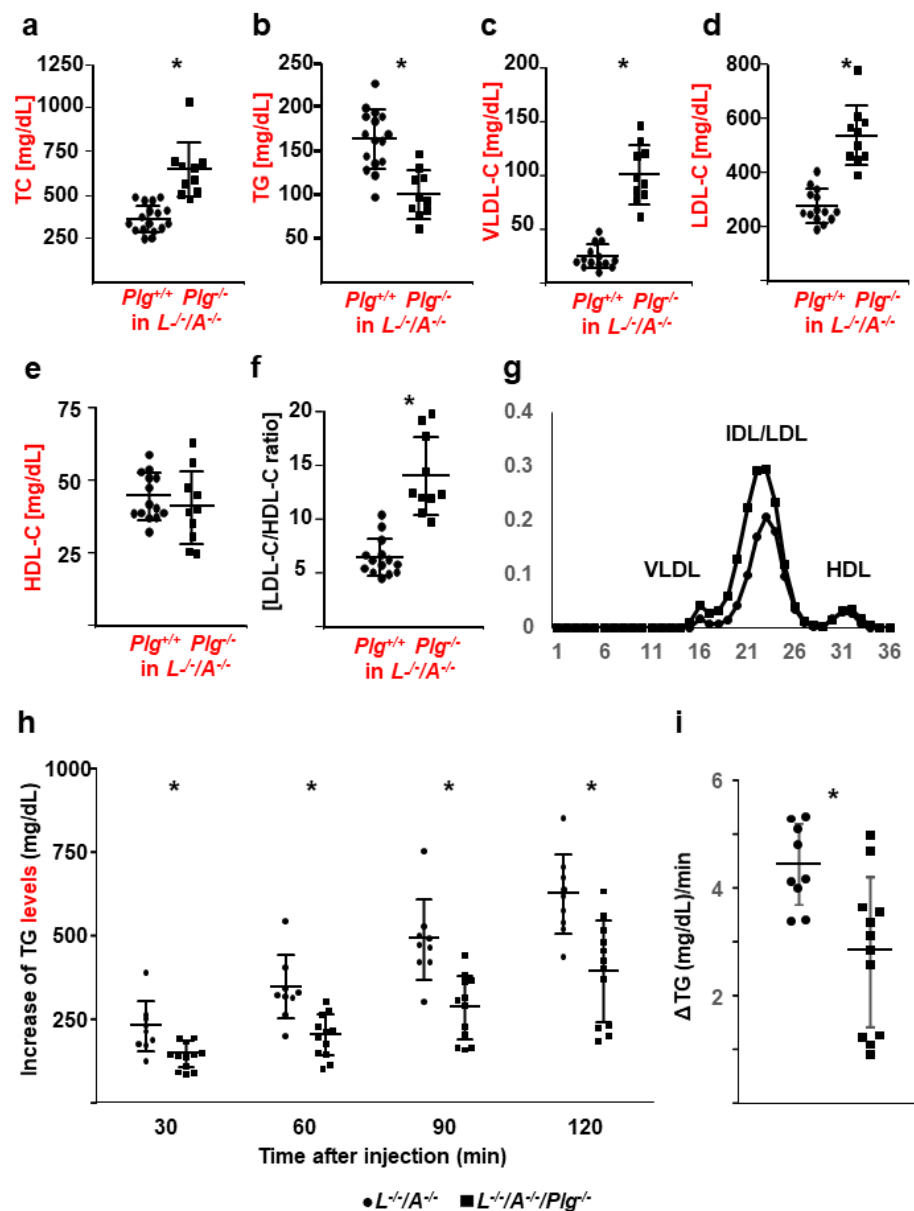 a
TC [mg/dL]
1250
1000
750
500
250
*
Plg+/+ Plg-/-
in L-/-/A-/-
b
TG [mg/dL]
250
200
150
100
50
*
Plg+/+ Plg-/-
in L-/-/A-/-
c
VLDL-C [mg/dL]
200
150
100
50
*
Plg+/+ Plg-/-
in L-/-/A-/-
d
LDL-C [mg/dL]
800
600
400
200
*
Plg+/+ Plg-/-
in L-/-/A-/-
e
HDL-C [mg/dL]
75
50
25
Plg+/+ Plg-/-
in L-/-/A-/-
f
[LDL-C/HDL-C ratio]
20
15
10
5
*
Plg+/+ Plg-/-
in L-/-/A-/-
g
0.4
0.3
0.2
0.1
0
IDL/LDL
VLDL
HDL
1 6 11 16 21 26 31 36
h
Increase of TG levels (mg/dL)
1000
750
500
250
* * * *
30 60 90 120
Time after injection (min)
i
Δ TG (mg/dL)/min
6
4
2
*
●L-/-/A-/- ■L-/-/A-/-/Plg-/-